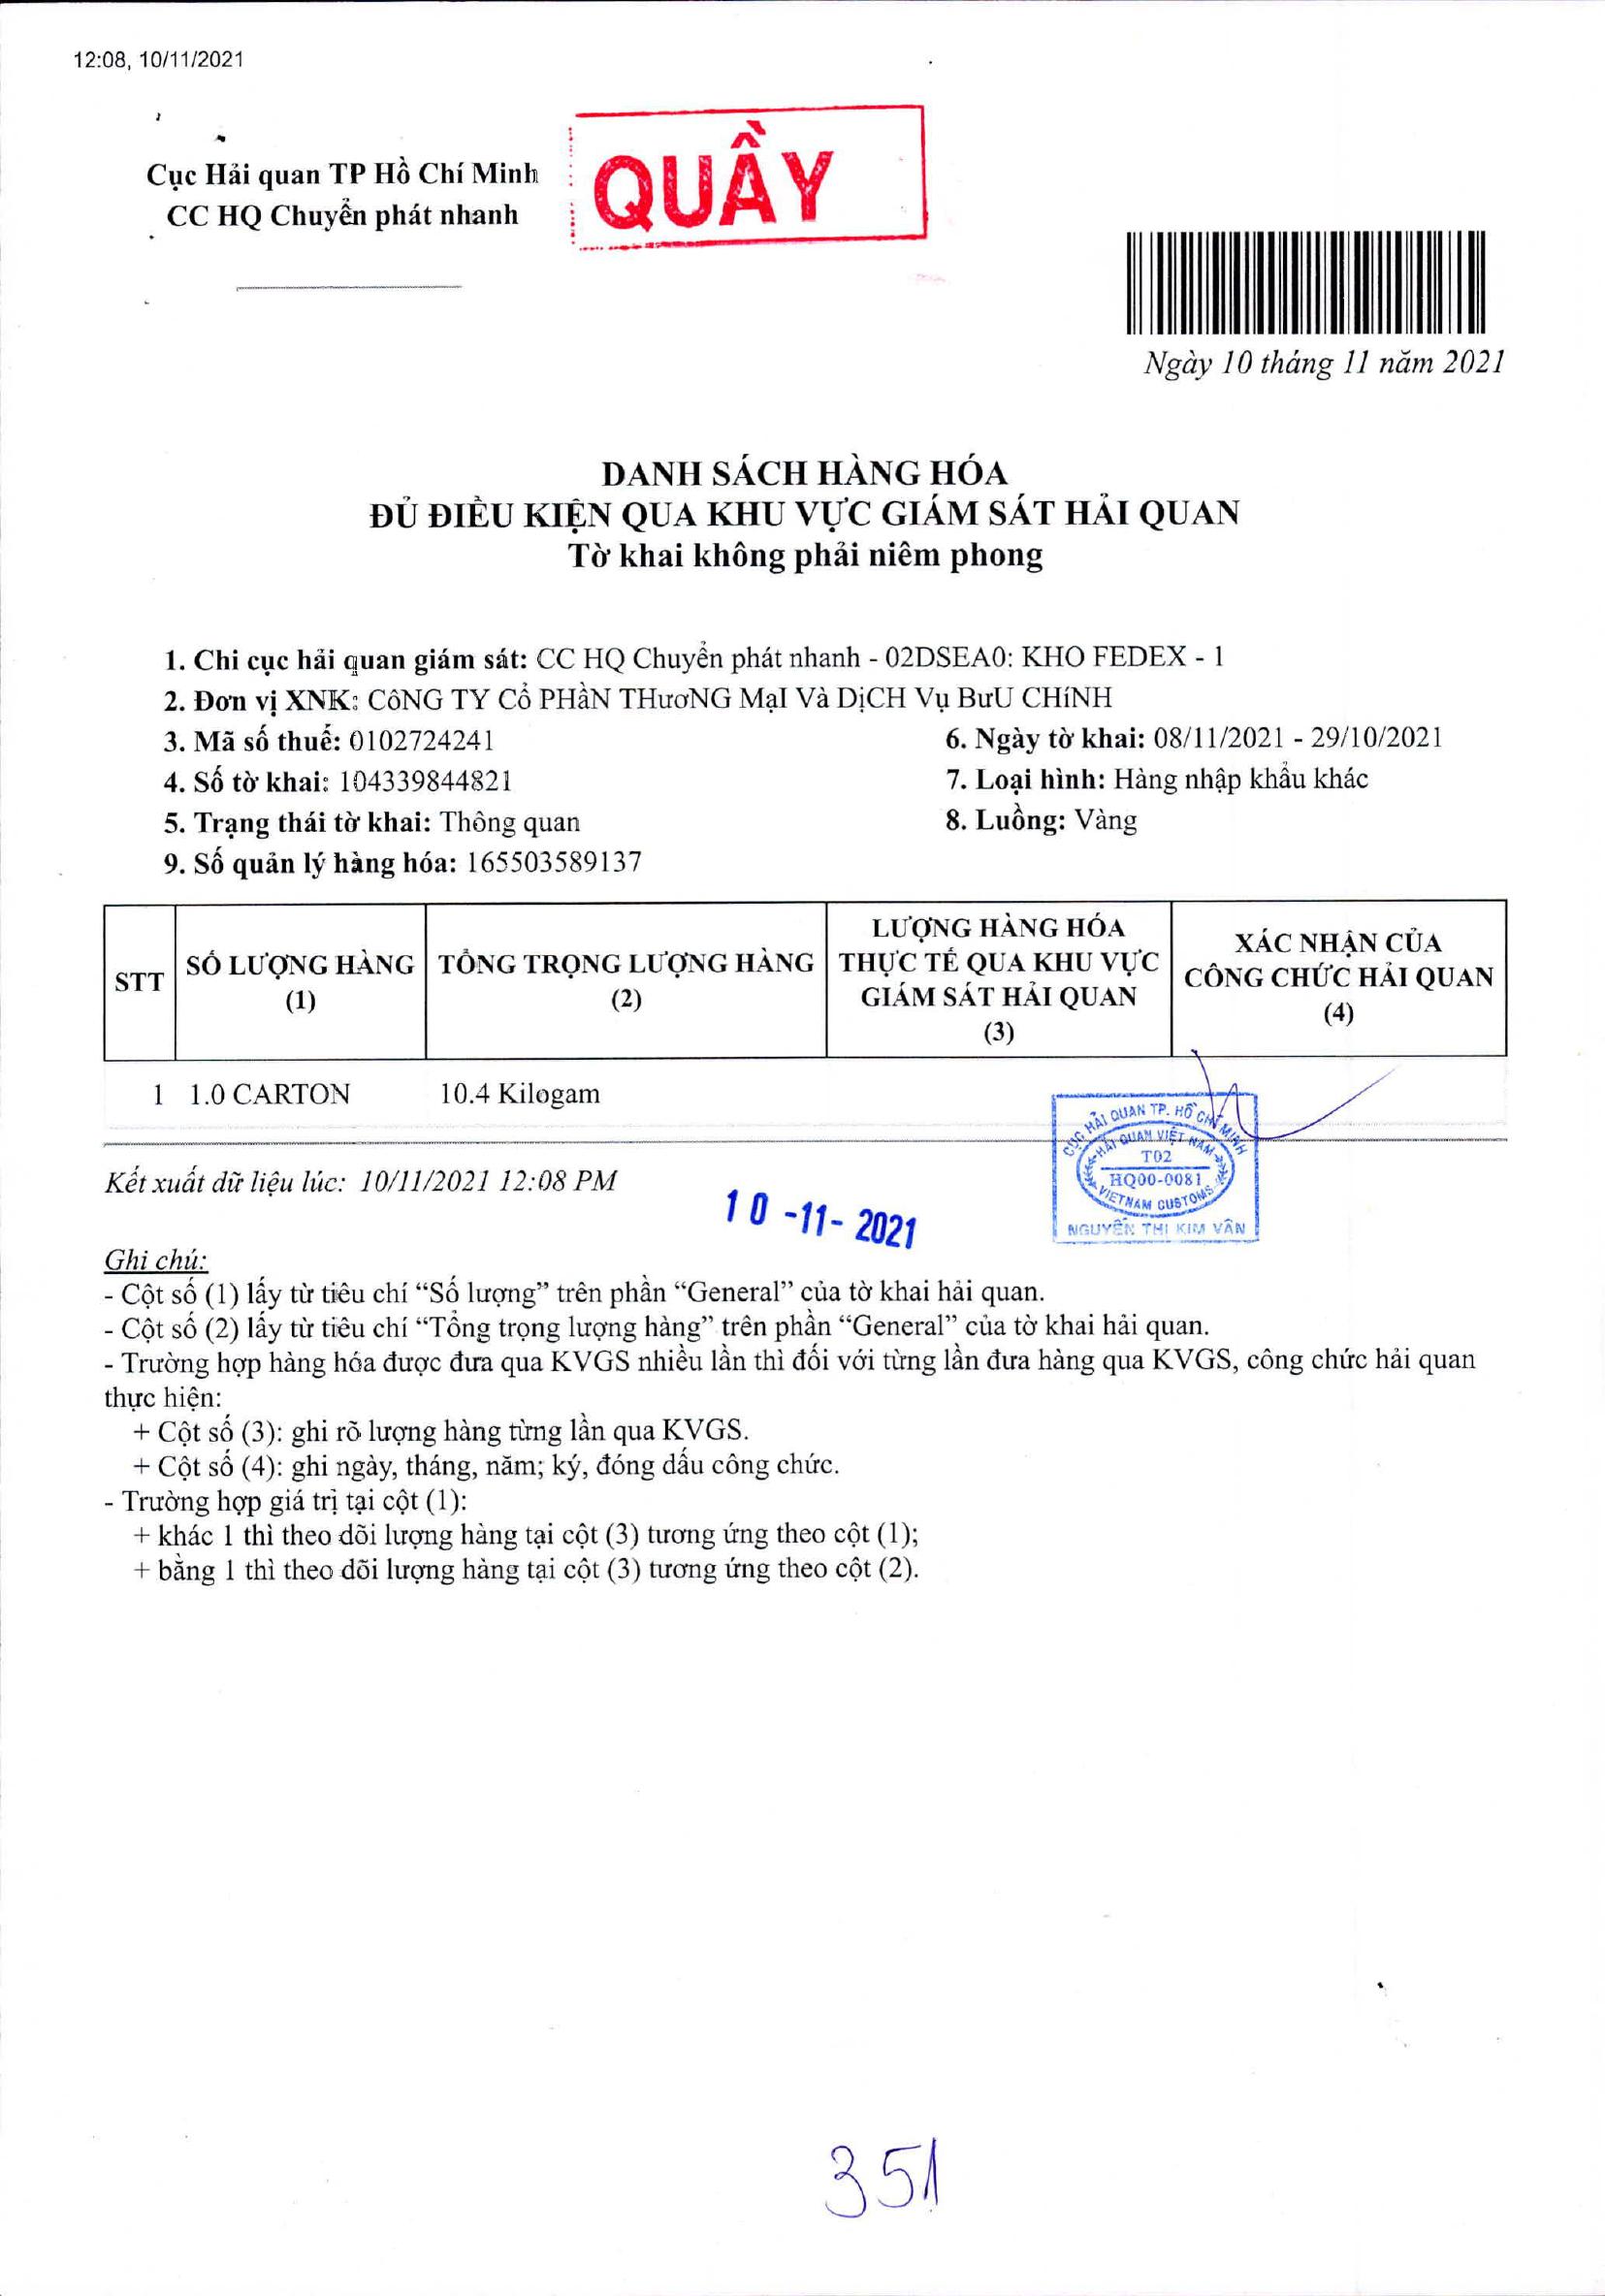 12:08, 10/11/2021
Cục Hải quan TP Hồ Chí Minh
CC HQ Chuyển phát nhanh
QUẦY
Ngày 10 tháng 11 năm 2021
DANH SÁCH HÀNG HÓA
ĐỦ ĐIỀU KIỆN QUA KHU VỰC GIÁM SÁT HẢI QUAN
Tờ khai không phải niêm phong
1. Chi cục hải quan giám sát: CC HQ Chuyển phát nhanh - 02DSEA0: KHO FEDEX - 1
2. Đơn vị XNK: CôNG TY Cổ PHầN THươNG MạI Và DịCH Vụ BưU CHíNH
3. Mã số thuế: 0102724241
6. Ngày tờ khai: 08/11/2021 - 29/10/2021
4. Số tờ khai: 104339844821
7. Loại hình: Hàng nhập khẩu khác
5. Trạng thái tờ khai: Thông quan
8. Luồng: Vàng
9. Số quản lý hàng hóa: 165503589137
STT
SỐ LƯỢNG HÀNG
(1)
TỔNG TRỌNG LƯỢNG HÀNG
(2)
LƯỢNG HÀNG HÓA
THỰC TẾ QUA KHU VỰC
GIÁM SÁT HẢI QUAN
(3)
XÁC NHẬN CỦA
CÔNG CHỨC HẢI QUAN
(4)
1 1.0 CARTON 10.4 Kilogam
CỤC HẢI QUAN TP. HỒ CHÍ MINH
HẢI QUAN VIỆT NAM
T02
HQ00-0081
VIETNAM CUSTOMS
NGUYỄN THỊ KIM VÂN
Kết xuất dữ liệu lúc: 10/11/2021 12:08 PM
10 -11- 2021
Ghi chú:
- Cột số (1) lấy từ tiêu chí “Số lượng” trên phần “General” của tờ khai hải quan.
- Cột số (2) lấy từ tiêu chí “Tổng trọng lượng hàng” trên phần “General” của tờ khai hải quan.
- Trường hợp hàng hóa được đưa qua KVGS nhiều lần thì đối với từng lần đưa hàng qua KVGS, công chức hải quan
thực hiện:
+ Cột số (3): ghi rõ lượng hàng từng lần qua KVGS.
+ Cột số (4): ghi ngày, tháng, năm; ký, đóng dấu công chức.
- Trường hợp giá trị tại cột (1):
+ khác 1 thì theo dõi lượng hàng tại cột (3) tương ứng theo cột (1);
+ bằng 1 thì theo dõi lượng hàng tại cột (3) tương ứng theo cột (2).
351